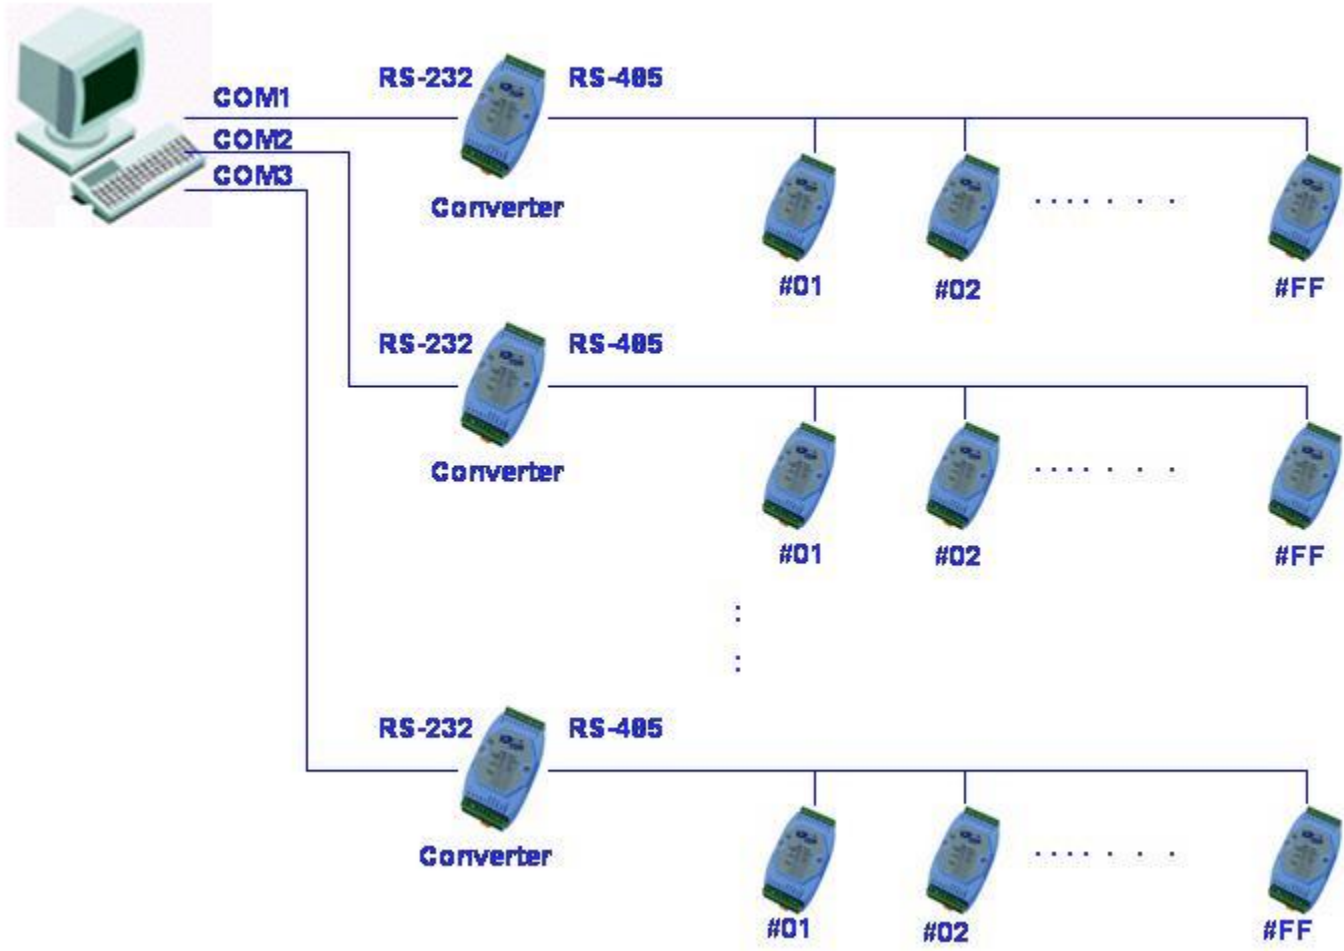 RS-232 RS-485
COM1
COM2
COM3
Converter
#01 #02 #FF
RS-232 RS-485
Converter
#01 #02 #FF
RS-232 RS-485
Converter
#01 #02 #FF